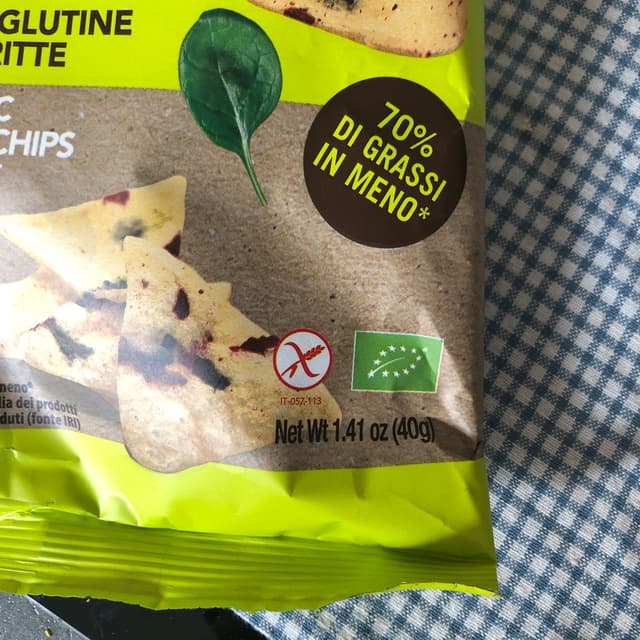 GLUTINE
RITTE
C
CHIPS
70%
DI GRASSI
IN MENO*
IT-057-113
meno*
lia dei prodotti
duti (fonte IRI)
Net Wt 1.41 oz (40g)